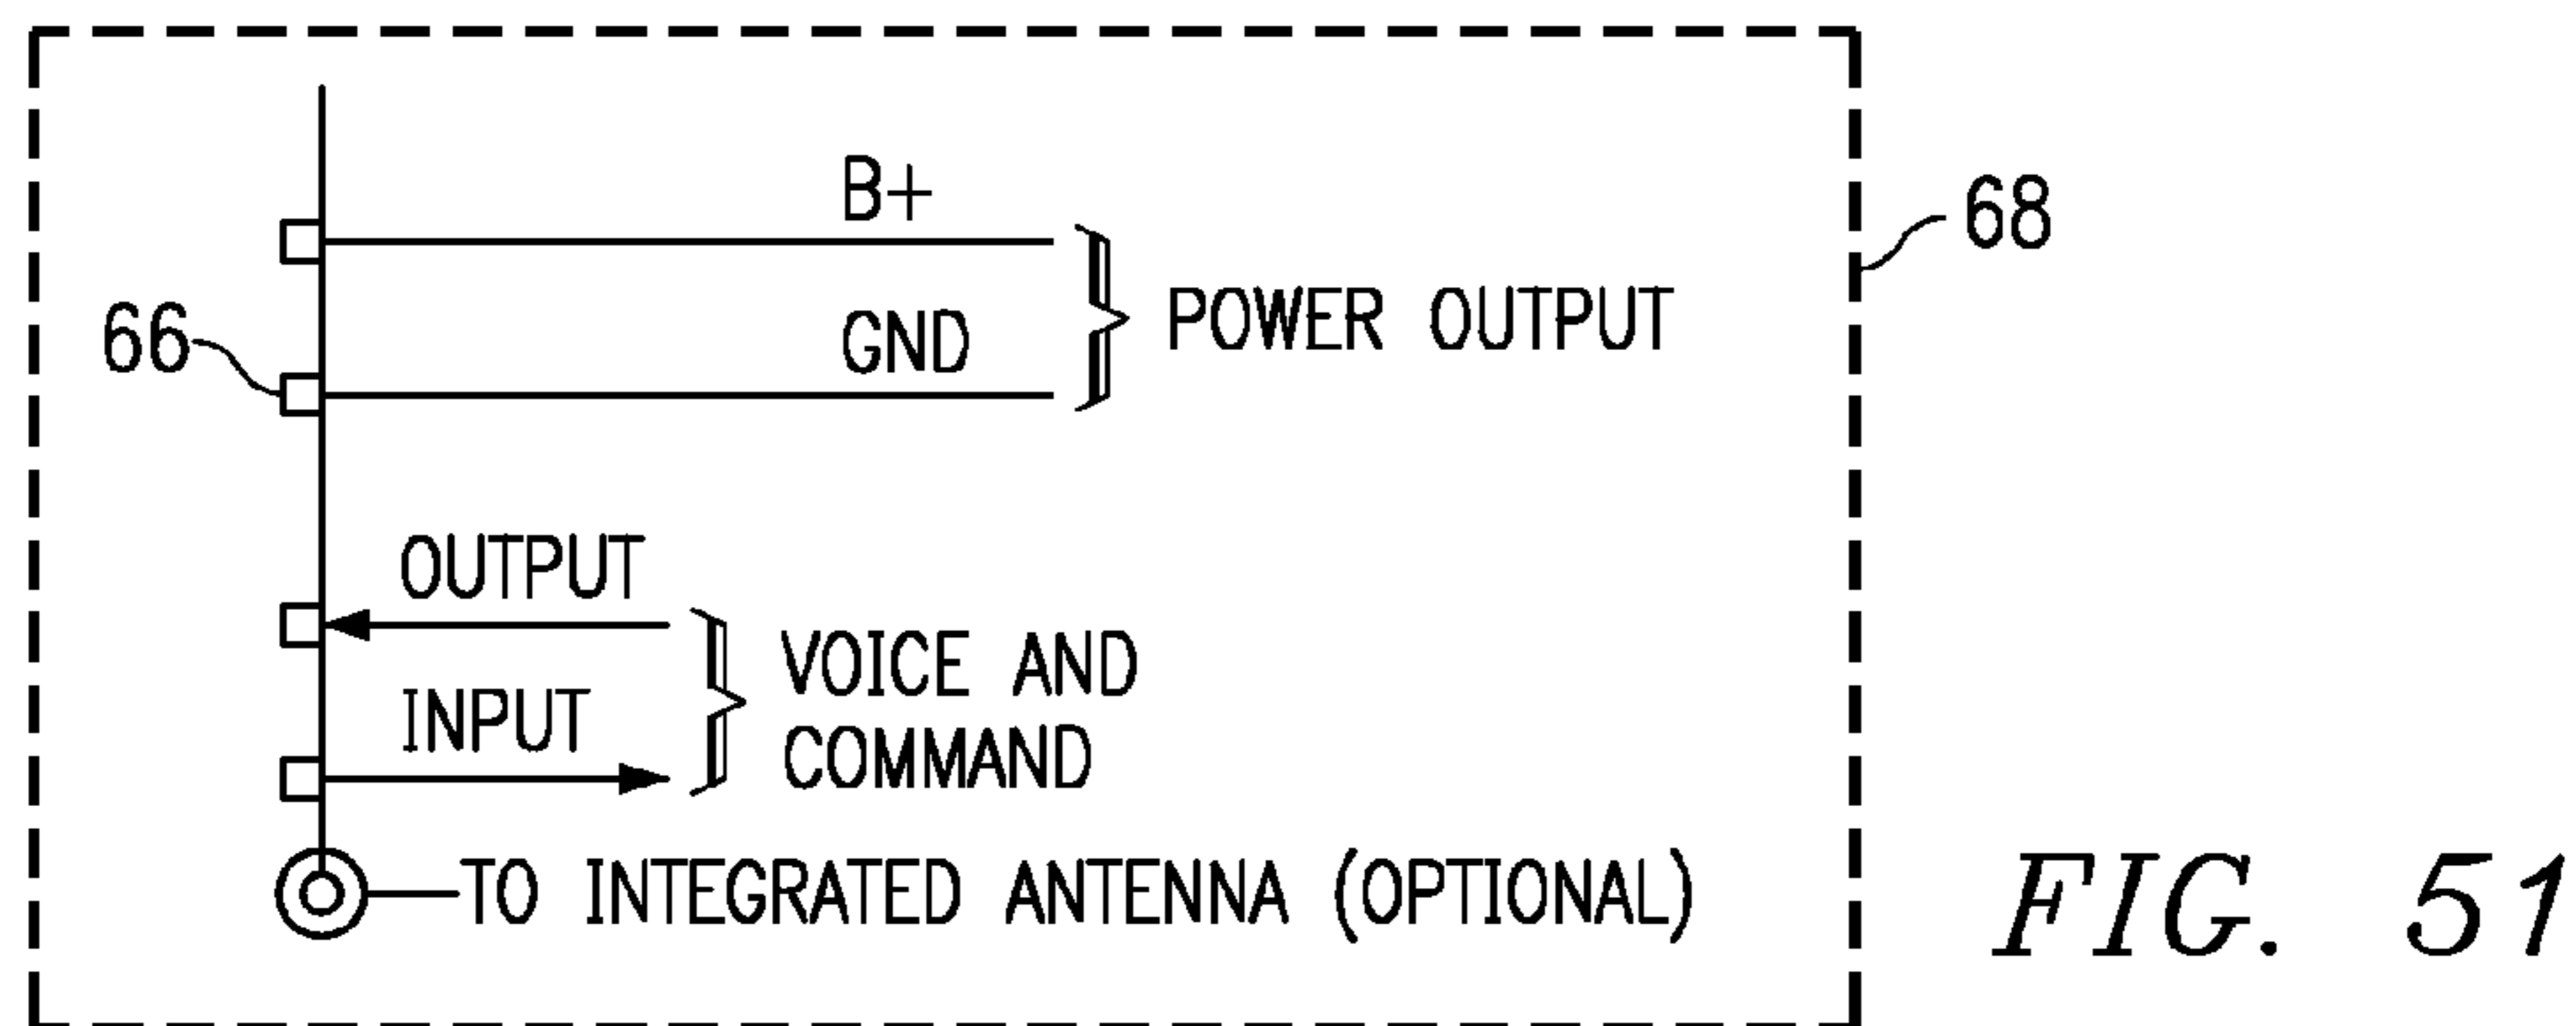 B+
68
66
GND
POWER OUTPUT
OUTPUT
VOICE AND
INPUT
COMMAND
TO INTEGRATED ANTENNA (OPTIONAL)
FIG. 51